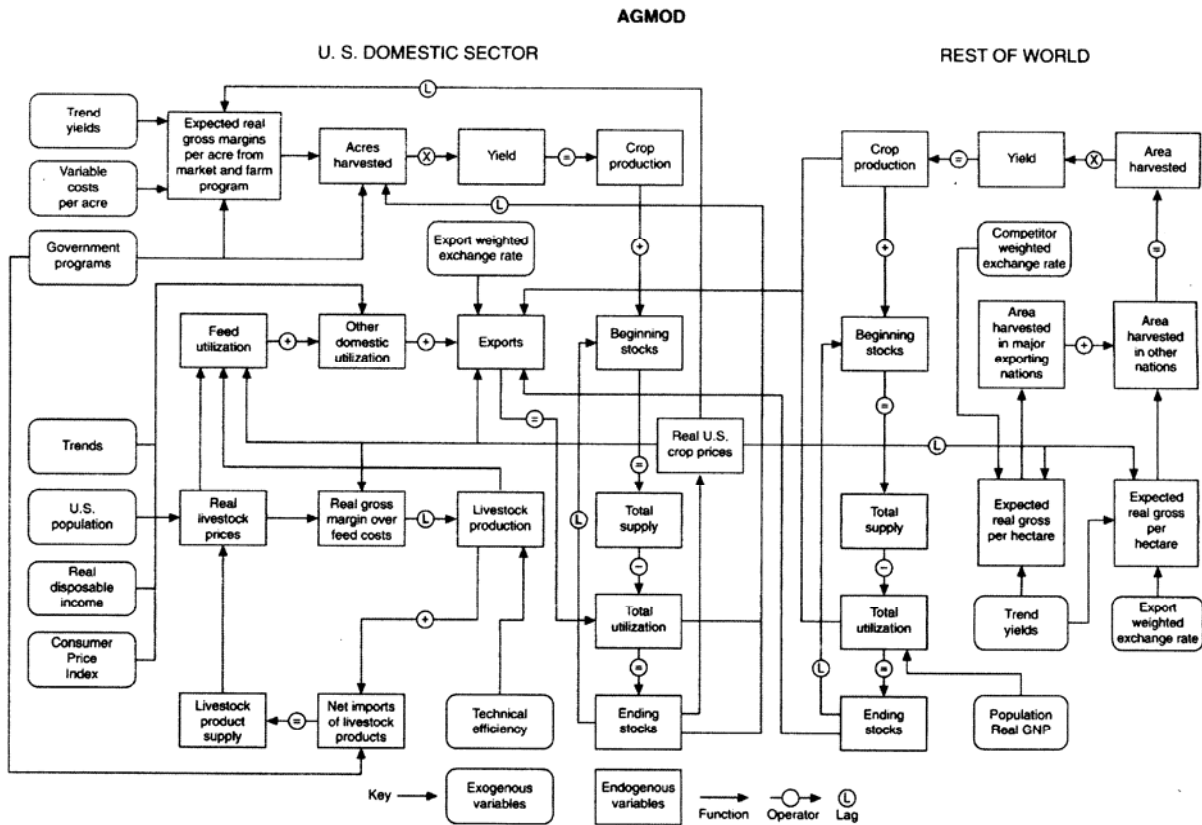 AGMOD
U. S. DOMESTIC SECTOR
REST OF WORLD
L
Trend
yields
Expected real
gross margins
per acre from
market and farm
program
Acres
harvested
X
Yield
=
Crop
production
Crop
production
=
Yield
X
Area
harvested
Variable
costs
per acre
L
Government
programs
Export weighted
exchange rate
+
+
Competitor
weighted
exchange rate
=
Feed
utilization
+
Other
domestic
utilization
+
Exports
Beginning
stocks
Beginning
stocks
Area
harvested
in major
exporting
nations
+
Area
harvested
in other
nations
=
=
Trends
Real U.S.
crop prices
L
=
U.S.
population
Real
livestock
prices
Real gross
margin over
feed costs
L
Livestock
production
L
Total
supply
Total
supply
Expected
real gross
per hectare
Expected
real gross
per
hectare
Real
disposable
income
−
−
+
Total
utilization
Total
utilization
Trend
yields
Export
weighted
exchange rate
Consumer
Price
Index
=
L
=
Livestock
product
supply
=
Net imports
of livestock
products
Technical
efficiency
Ending
stocks
Ending
stocks
Population
Real GNP
Key
Exogenous
variables
Endogenous
variables
Function
Operator
L
Lag